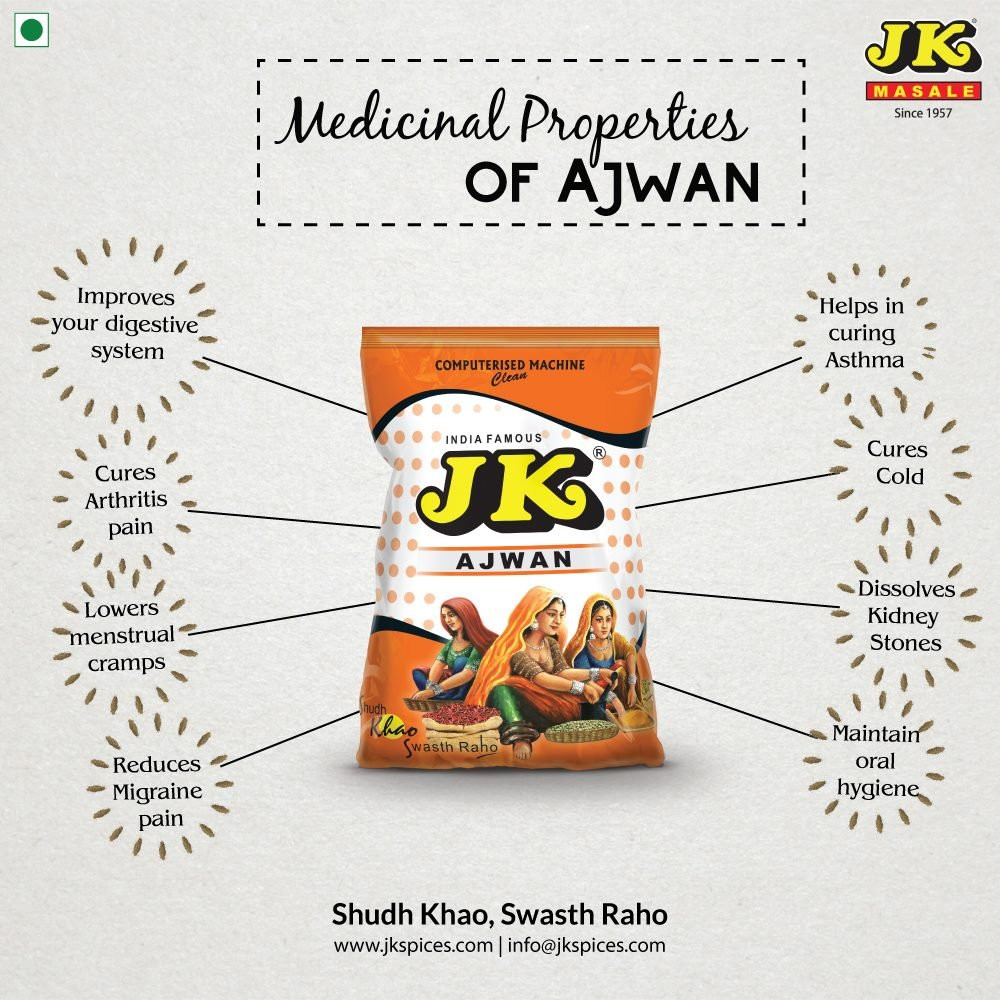 JK
MASALE
Since 1957
Medicinal Properties
OF AJWAN
Improves
your digestive
system
Cures
Arthritis
pain
Lowers
menstrual
cramps
Reduces
Migraine
pain
COMPUTERISED MACHINE
Clean
INDIA FAMOUS
JK®
AJWAN
Shudh
Khao
Swasth Raho
Helps in
curing
Asthma
Cures
Cold
Dissolves
Kidney
Stones
Maintain
oral
hygiene
Shudh Khao, Swasth Raho
www.jkspices.com | info@jkspices.com